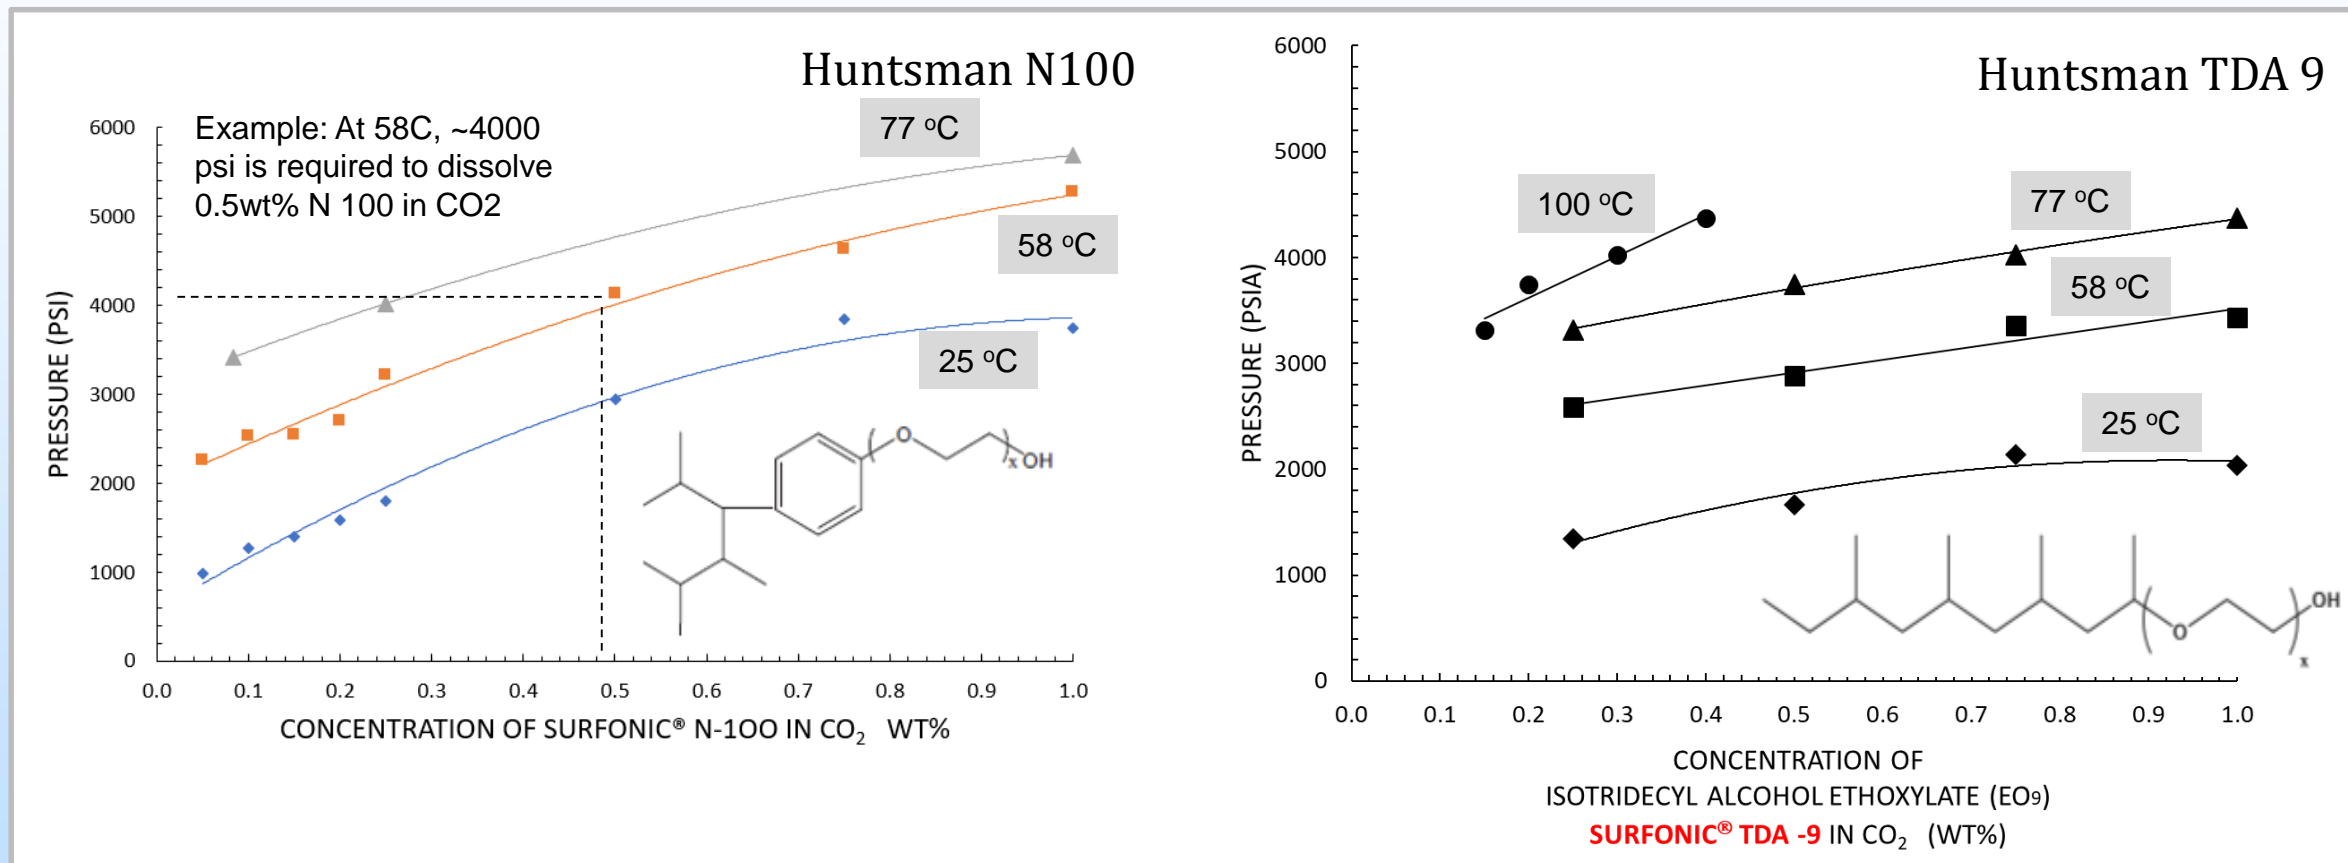 Huntsman N100
Example: At 58C, ~4000
psi is required to dissolve
0.5wt% N 100 in CO2
77 °C
58 °C
25 °C
PRESSURE (PSI)
6000
5000
4000
3000
2000
1000
0
0.0 0.1 0.2 0.3 0.4 0.5 0.6 0.7 0.8 0.9 1.0
CONCENTRATION OF SURFONIC® N-1OO IN CO₂ WT%
O
x
OH
Huntsman TDA 9
100 °C
77 °C
58 °C
25 °C
PRESSURE (PSIA)
6000
5000
4000
3000
2000
1000
0
0.0 0.1 0.2 0.3 0.4 0.5 0.6 0.7 0.8 0.9 1.0
O
x
OH
CONCENTRATION OF
ISOTRIDECYL ALCOHOL ETHOXYLATE (EO₉)
SURFONIC® TDA -9 IN CO₂ (WT%)